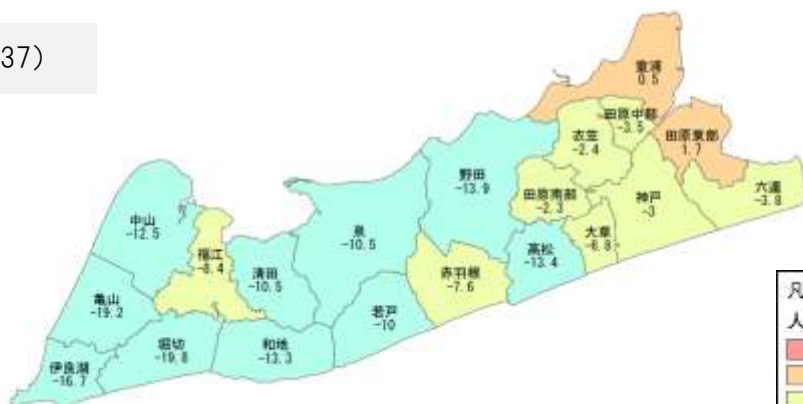 37)
童浦
0.5
田原中部
-3.5
衣笠
-2.4
田原東部
1.7
野田
-13.9
田原南部
-2.3
神戸
-3
六連
-3.8
中山
-12.5
泉
-10.5
大草
-6.8
福江
-8.4
高松
-13.4
清田
-10.5
赤羽根
-7.6
亀山
-19.2
若戸
-10
堀切
-19.8
和地
-13.3
伊良湖
-16.7
凡
人